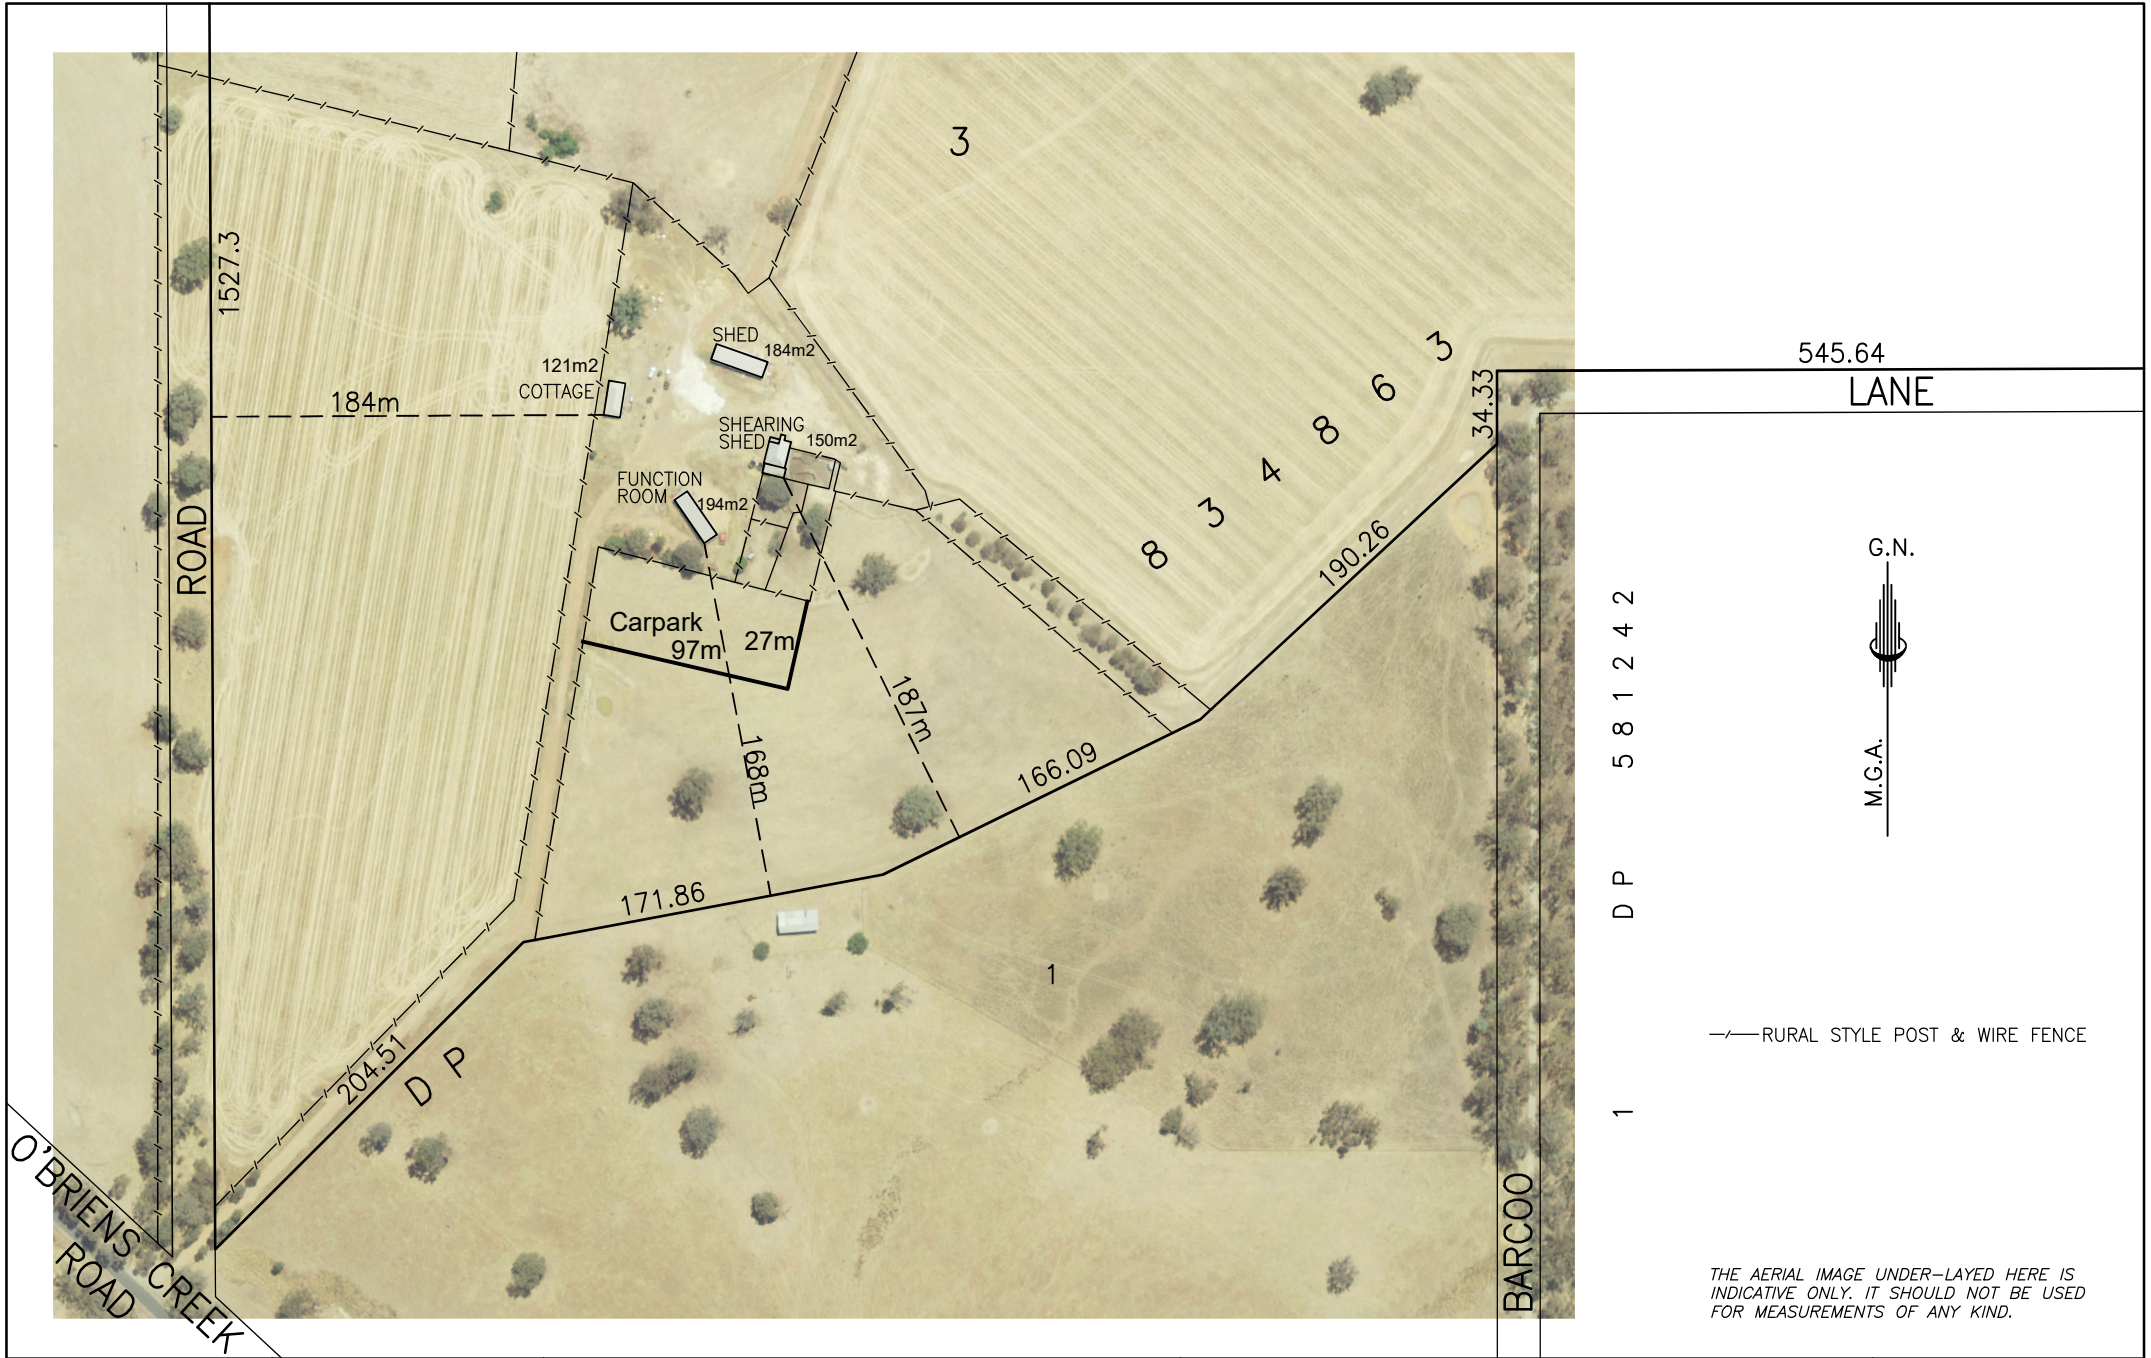 3
1527.3
SHED
184m2
121m2
COTTAGE
184m
SHEARING
SHED
150m2
FUNCTION
ROOM
194m2
ROAD
Carpark
97m
27m
187m
168m
8 3 4 8 6 3
34.33
545.64
LANE
190.26
166.09
171.86
204.51
D P
1
G.N.
M.G.A.
1 DP 581242
RURAL STYLE POST & WIRE FENCE
BARCOO
O'BRIENS CREEK
ROAD
THE AERIAL IMAGE UNDER-LAYED HERE IS
INDICATIVE ONLY. IT SHOULD NOT BE USED
FOR MEASUREMENTS OF ANY KIND.